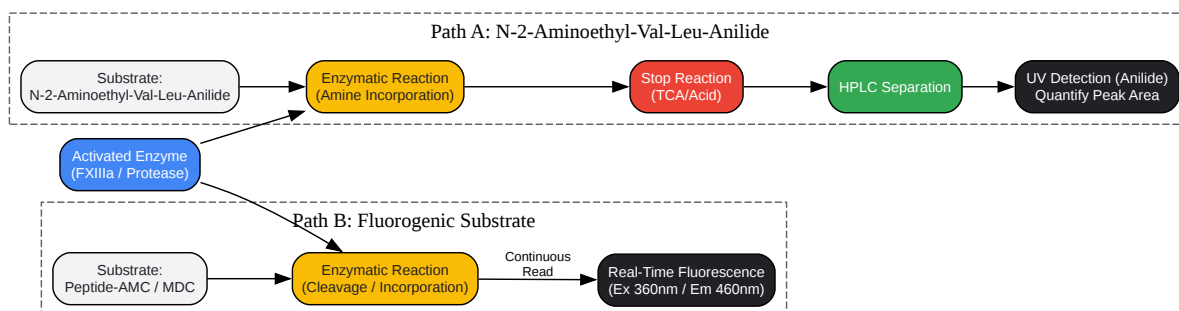 Path A: N-2-Aminoethyl-Val-Leu-Anilide
Substrate:
N-2-Aminoethyl-Val-Leu-Anilide
Enzymatic Reaction
(Amine Incorporation)
Stop Reaction
(TCA/Acid)
HPLC Separation
UV Detection (Anilide)
Quantify Peak Area
Activated Enzyme
(FXIIIa / Protease)
Path B: Fluorogenic Substrate
Substrate:
Peptide-AMC / MDC
Enzymatic Reaction
(Cleavage / Incorporation)
Continuous
Read
Real-Time Fluorescence
(Ex 360nm / Em 460nm)